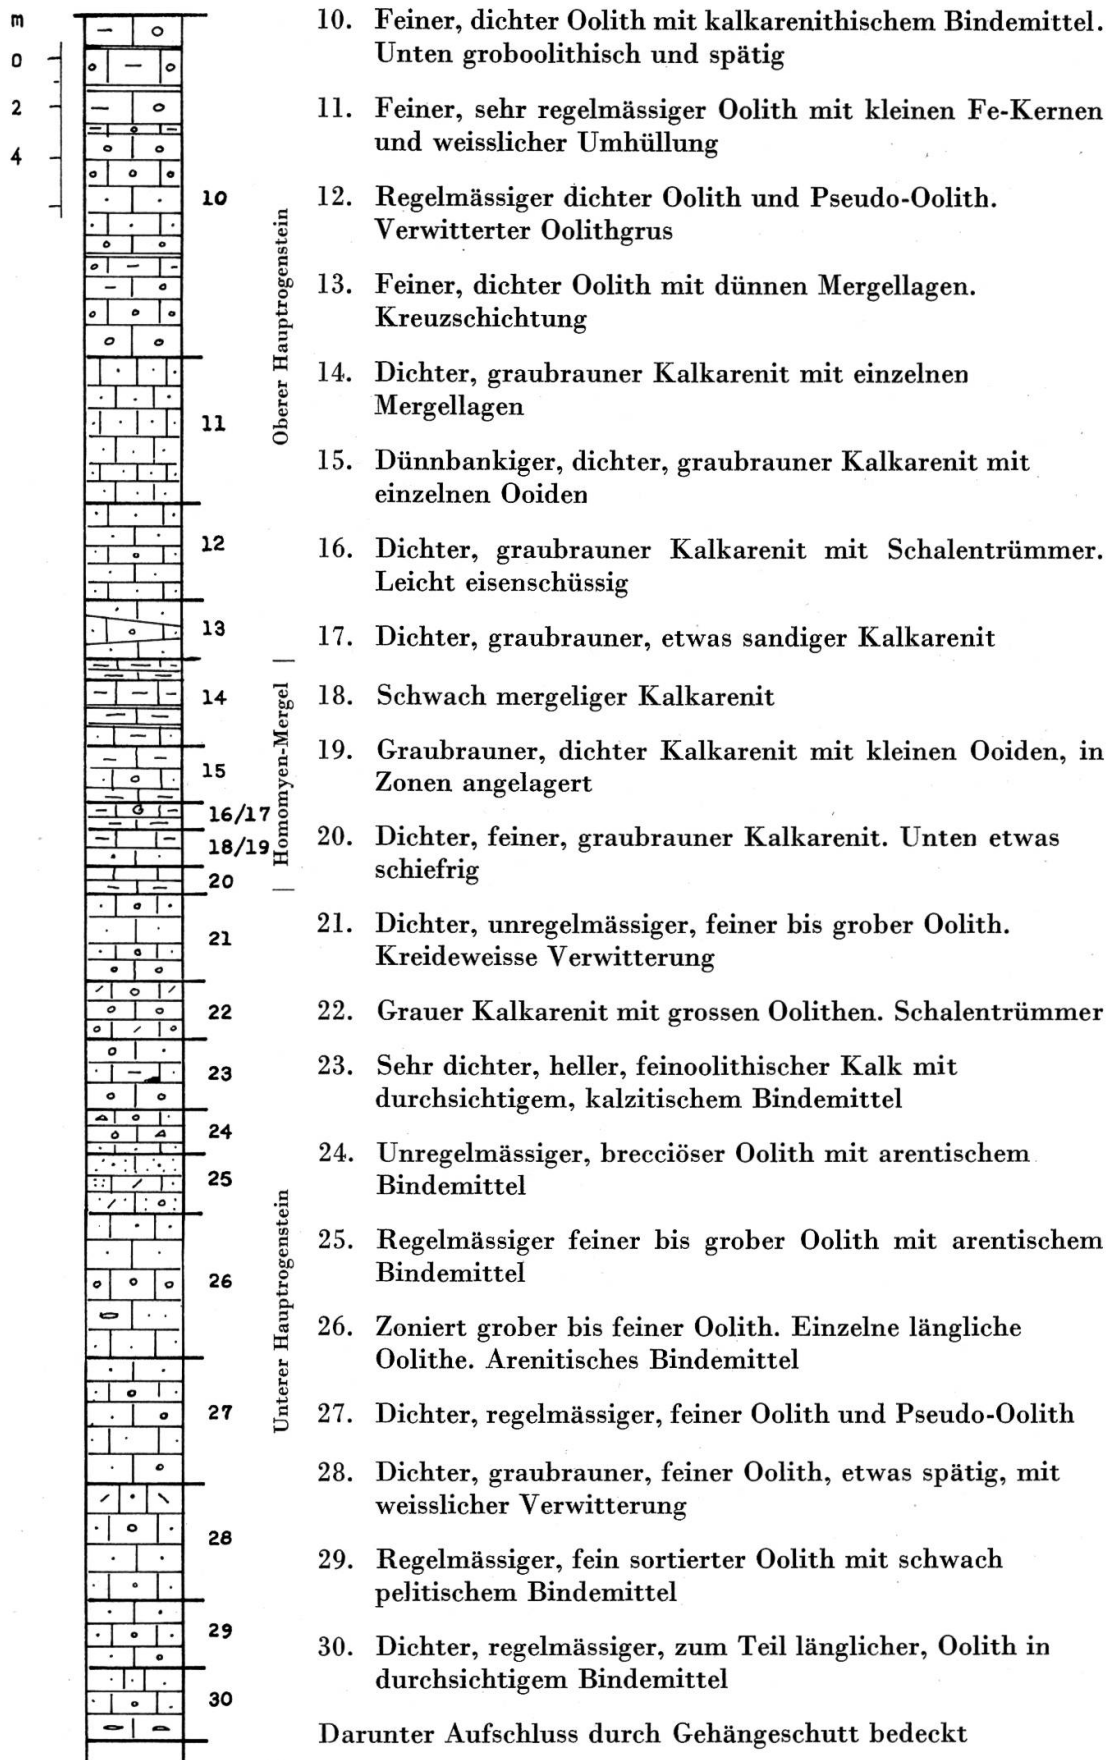 m
0
2
4
10
11
12
13
14
15
16/17
18/19
20
21
22
23
24
25
26
27
28
29
30
Oberer Hauptrogenstein
Homomyen-Mergel
Unterer Hauptrogenstein
10. Feiner, dichter Oolith mit kalkarenithischem Bindemittel.
Unten groboolithisch und spätig
11. Feiner, sehr regelmässiger Oolith mit kleinen Fe-Kernen
und weisslicher Umhüllung
12. Regelmässiger dichter Oolith und Pseudo-Oolith.
Verwitterter Oolithgrus
13. Feiner, dichter Oolith mit dünnen Mergellagen.
Kreuzschichtung
14. Dichter, graubrauner Kalkarenit mit einzelnen
Mergellagen
15. Dünnbankiger, dichter, graubrauner Kalkarenit mit
einzelnen Ooiden
16. Dichter, graubrauner Kalkarenit mit Schalentrümmer.
Leicht eisenschüssig
17. Dichter, graubrauner, etwas sandiger Kalkarenit
18. Schwach mergeliger Kalkarenit
19. Graubrauner, dichter Kalkarenit mit kleinen Ooiden, in
Zonen angelagert
20. Dichter, feiner, graubrauner Kalkarenit. Unten etwas
schiefrig
21. Dichter, unregelmässiger, feiner bis grober Oolith.
Kreideweisse Verwitterung
22. Grauer Kalkarenit mit grossen Oolithen. Schalentrümmer
23. Sehr dichter, heller, feinoolithischer Kalk mit
durchsichtigem, kalzitischem Bindemittel
24. Unregelmässiger, brecciöser Oolith mit arentischem
Bindemittel
25. Regelmässiger feiner bis grober Oolith mit arentischem
Bindemittel
26. Zoniert grober bis feiner Oolith. Einzelne längliche
Oolithe. Arenitisches Bindemittel
27. Dichter, regelmässiger, feiner Oolith und Pseudo-Oolith
28. Dichter, graubrauner, feiner Oolith, etwas spätig, mit
weisslicher Verwitterung
29. Regelmässiger, fein sortierter Oolith mit schwach
pelitischem Bindemittel
30. Dichter, regelmässiger, zum Teil länglicher, Oolith in
durchsichtigem Bindemittel
Darunter Aufschluss durch Gehängeschutt bedeckt